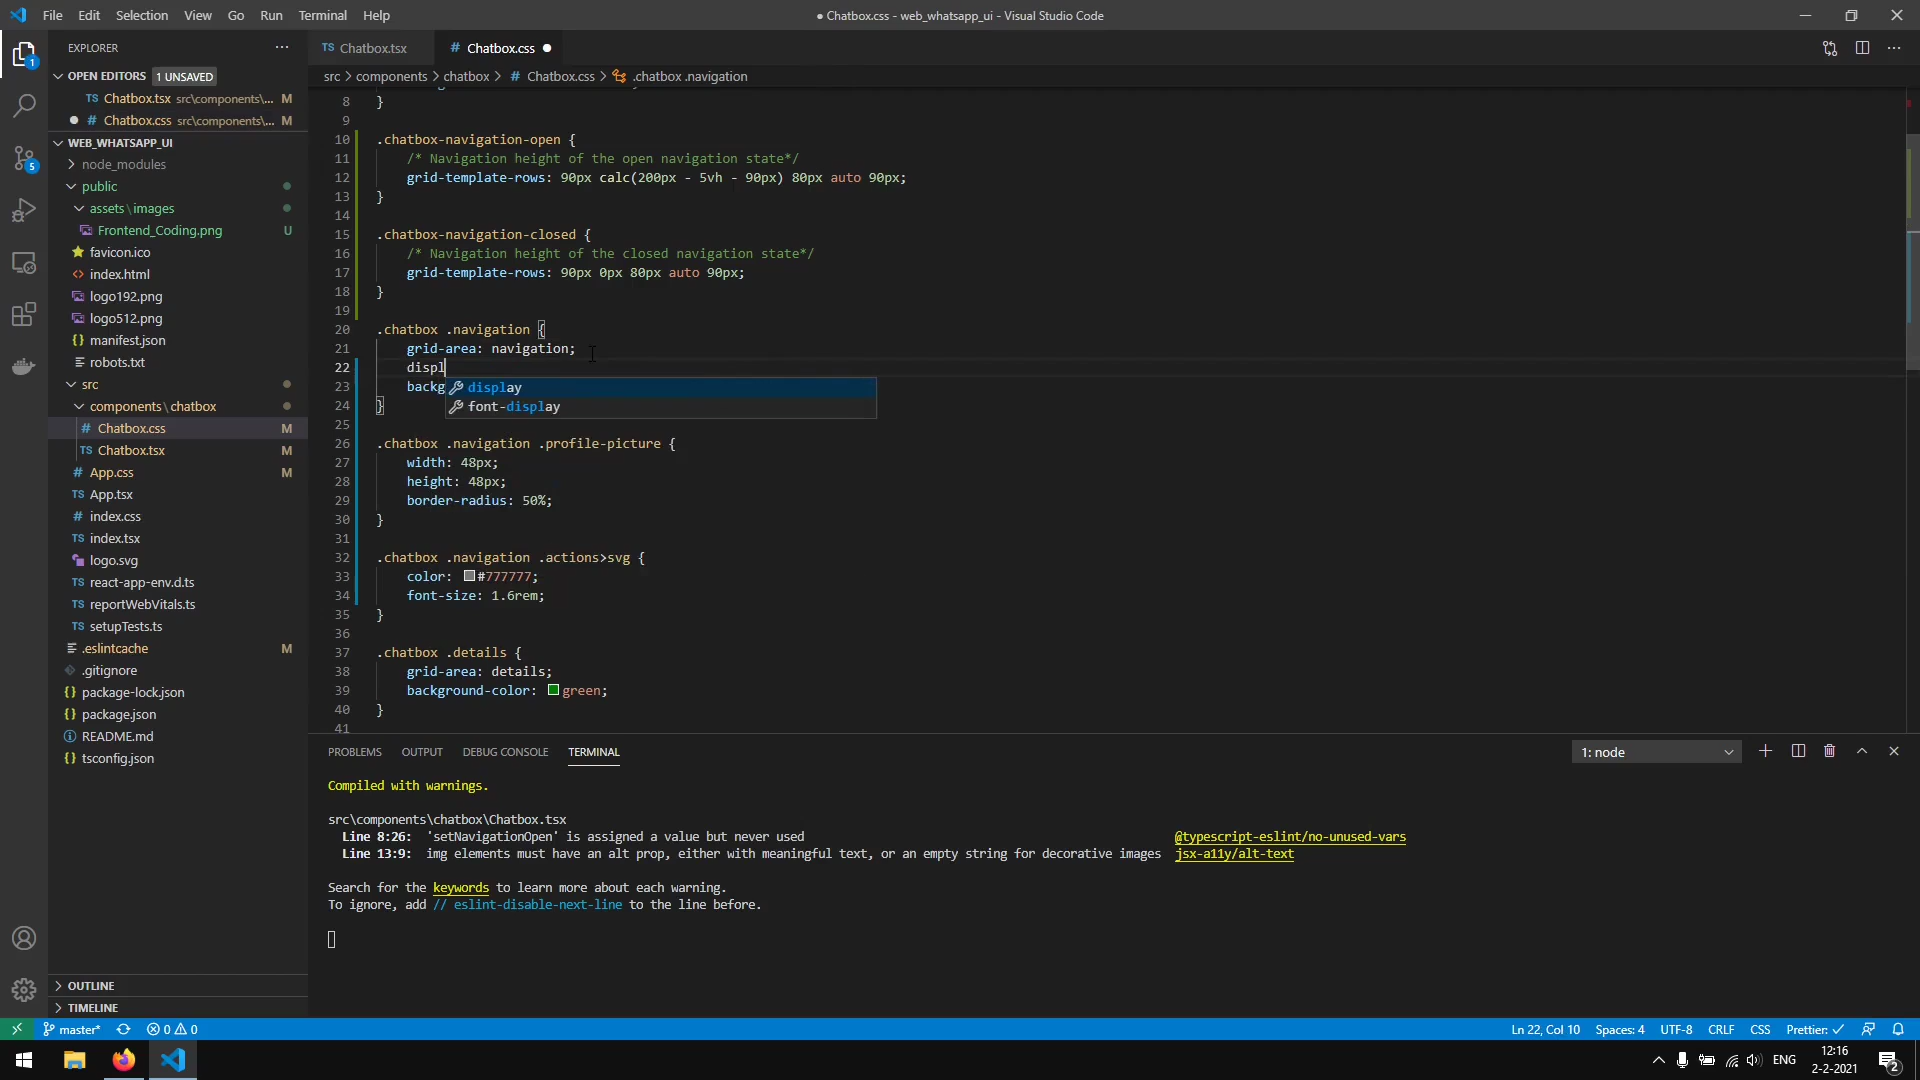 File Edit Selection View Go Run Terminal Help
● Chatbox.css - web_whatsapp_ui - Visual Studio Code
EXPLORER
OPEN EDITORS 1 UNSAVED
TS Chatbox.tsx src\components\... M
● # Chatbox.css src\components\... M
WEB_WHATSAPP_UI
node_modules
public
assets\images
Frontend_Coding.png U
favicon.ico
<> index.html
logo192.png
logo512.png
{} manifest.json
robots.txt
src
components\chatbox
# Chatbox.css M
TS Chatbox.tsx M
# App.css M
TS App.tsx
# index.css
TS index.tsx
logo.svg
TS react-app-env.d.ts
TS reportWebVitals.ts
TS setupTests.ts
.eslintcache M
.gitignore
{} package-lock.json
{} package.json
README.md
{} tsconfig.json
OUTLINE
TIMELINE
1
5
TS Chatbox.tsx # Chatbox.css ●
src > components > chatbox > # Chatbox.css > .chatbox .navigation
8 }
9
10 .chatbox-navigation-open {
11 /* Navigation height of the open navigation state*/
12 grid-template-rows: 90px calc(200px - 5vh - 90px) 80px auto 90px;
13 }
14
15 .chatbox-navigation-closed {
16 /* Navigation height of the closed navigation state*/
17 grid-template-rows: 90px 0px 80px auto 90px;
18 }
19
20 .chatbox .navigation {
21 grid-area: navigation;
22 displ
23 backg
display
24 }
font-display
25
26 .chatbox .navigation .profile-picture {
27 width: 48px;
28 height: 48px;
29 border-radius: 50%;
30 }
31
32 .chatbox .navigation .actions>svg {
33 color: #777777;
34 font-size: 1.6rem;
35 }
36
37 .chatbox .details {
38 grid-area: details;
39 background-color: green;
40 }
41
PROBLEMS OUTPUT DEBUG CONSOLE TERMINAL
1: node
Compiled with warnings.
src\components\chatbox\Chatbox.tsx
Line 8:26: 'setNavigationOpen' is assigned a value but never used @typescript-eslint/no-unused-vars
Line 13:9: img elements must have an alt prop, either with meaningful text, or an empty string for decorative images jsx-a11y/alt-text
Search for the keywords to learn more about each warning.
To ignore, add // eslint-disable-next-line to the line before.
master* 0 0
Ln 22, Col 10 Spaces: 4 UTF-8 CRLF CSS Prettier: ✓
ENG
12:16
2-2-2021
2